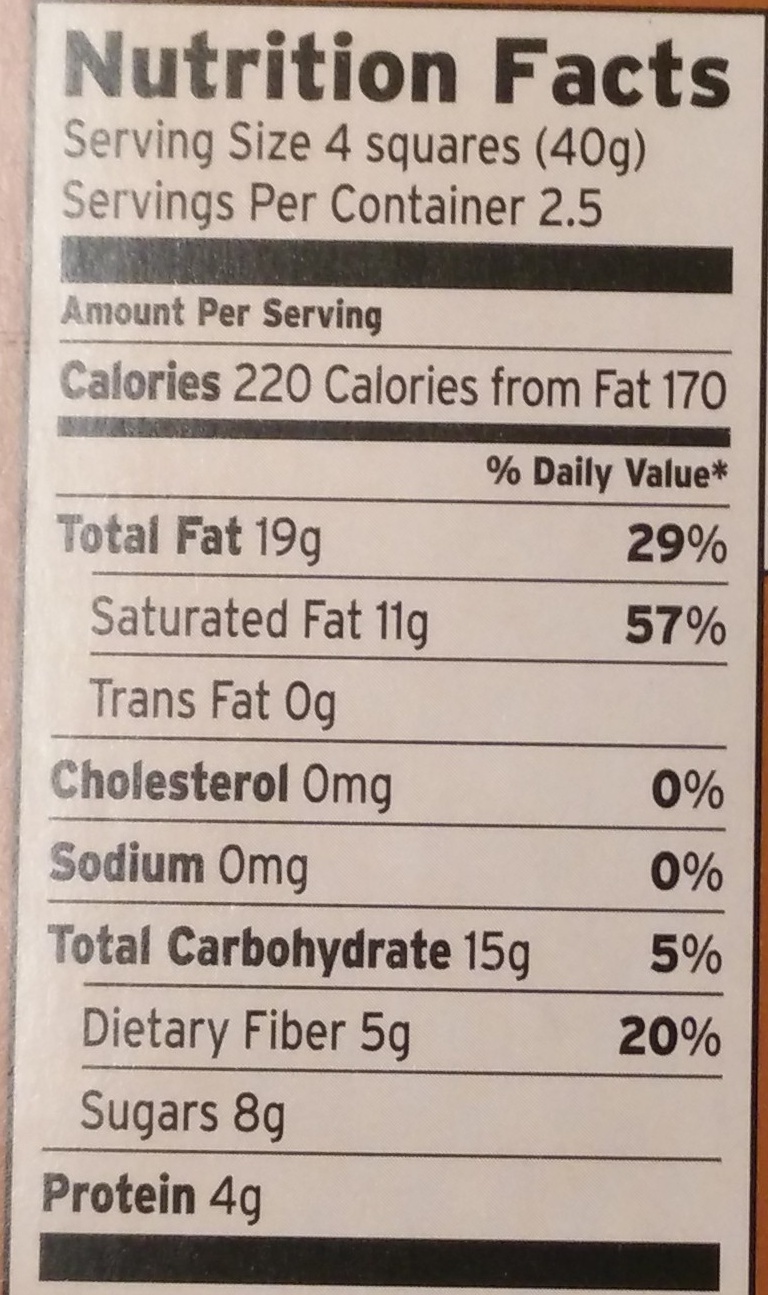 Nutrition Facts
Serving Size 4 squares (40g)
Servings Per Container 2.5
Amount Per Serving
Calories 220 Calories from Fat 170
% Daily Value*
Total Fat 19g 29%
Saturated Fat 11g 57%
Trans Fat 0g
Cholesterol 0mg 0%
Sodium 0mg 0%
Total Carbohydrate 15g 5%
Dietary Fiber 5g 20%
Sugars 8g
Protein 4g